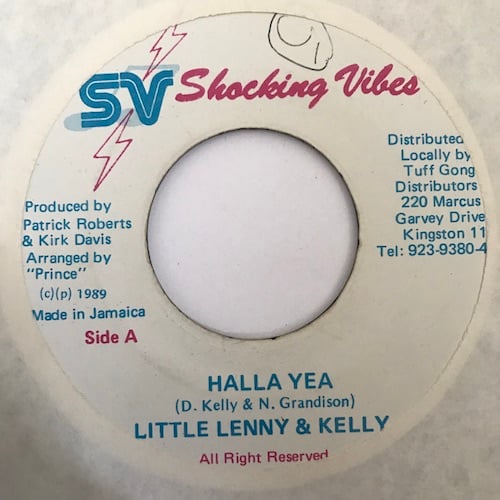 SV Shocking Vibes
Distributed
Locally by
Tuff Gong
Distributors
220 Marcus
Garvey Drive
Kingston 11
Tel: 923-9380-4
Produced by
Patrick Roberts
& Kirk Davis
Arranged by
"Prince"
(c)(p) 1989
Made in Jamaica
Side A
HALLA YEA
(D. Kelly & N. Grandison)
LITTLE LENNY & KELLY
All Right Reserved